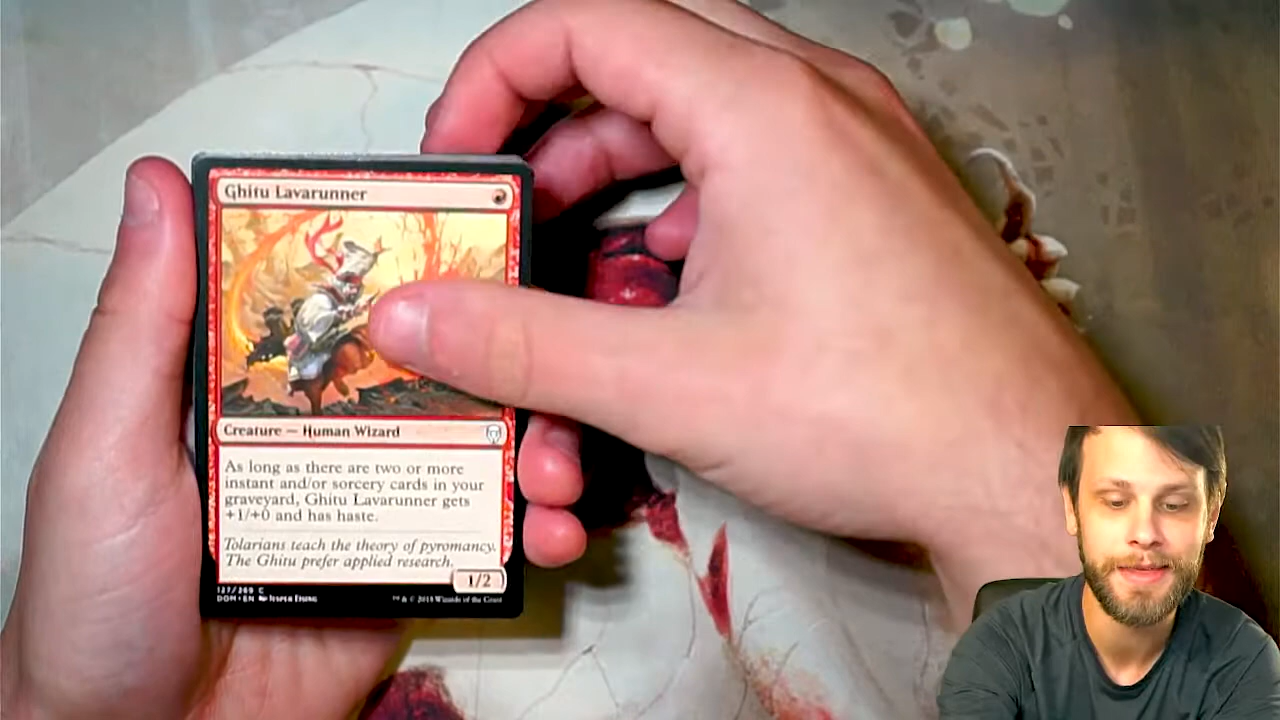 Ghitu Lavarunner
Creature — Human Wizard
As long as there are two or more
instant and/or sorcery cards in your
graveyard, Ghitu Lavarunner gets
+1/+0 and has haste.
Tolarians teach the theory of pyromancy.
The Ghitu prefer applied research.
1/2
127/269 C
DOM • EN Jesper Ejsing
™ & © 2018 Wizards of the Coast